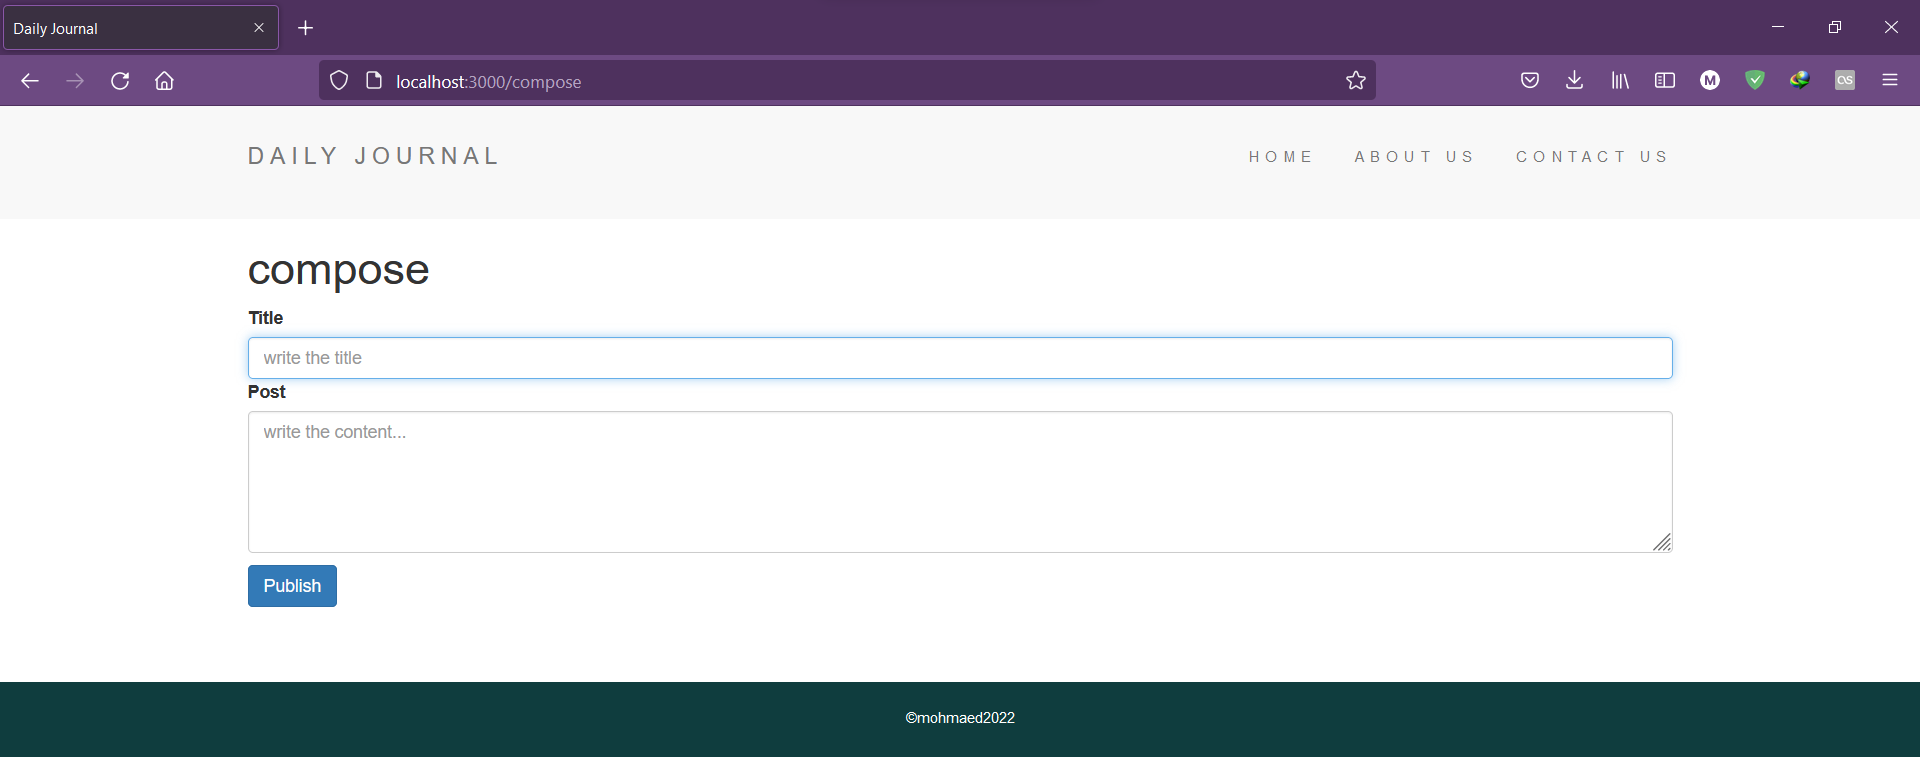 Daily Journal
localhost:3000/compose
M
DAILY JOURNAL
HOME ABOUT US CONTACT US
compose
Title
write the title
Post
write the content...
Publish
©mohmaed2022